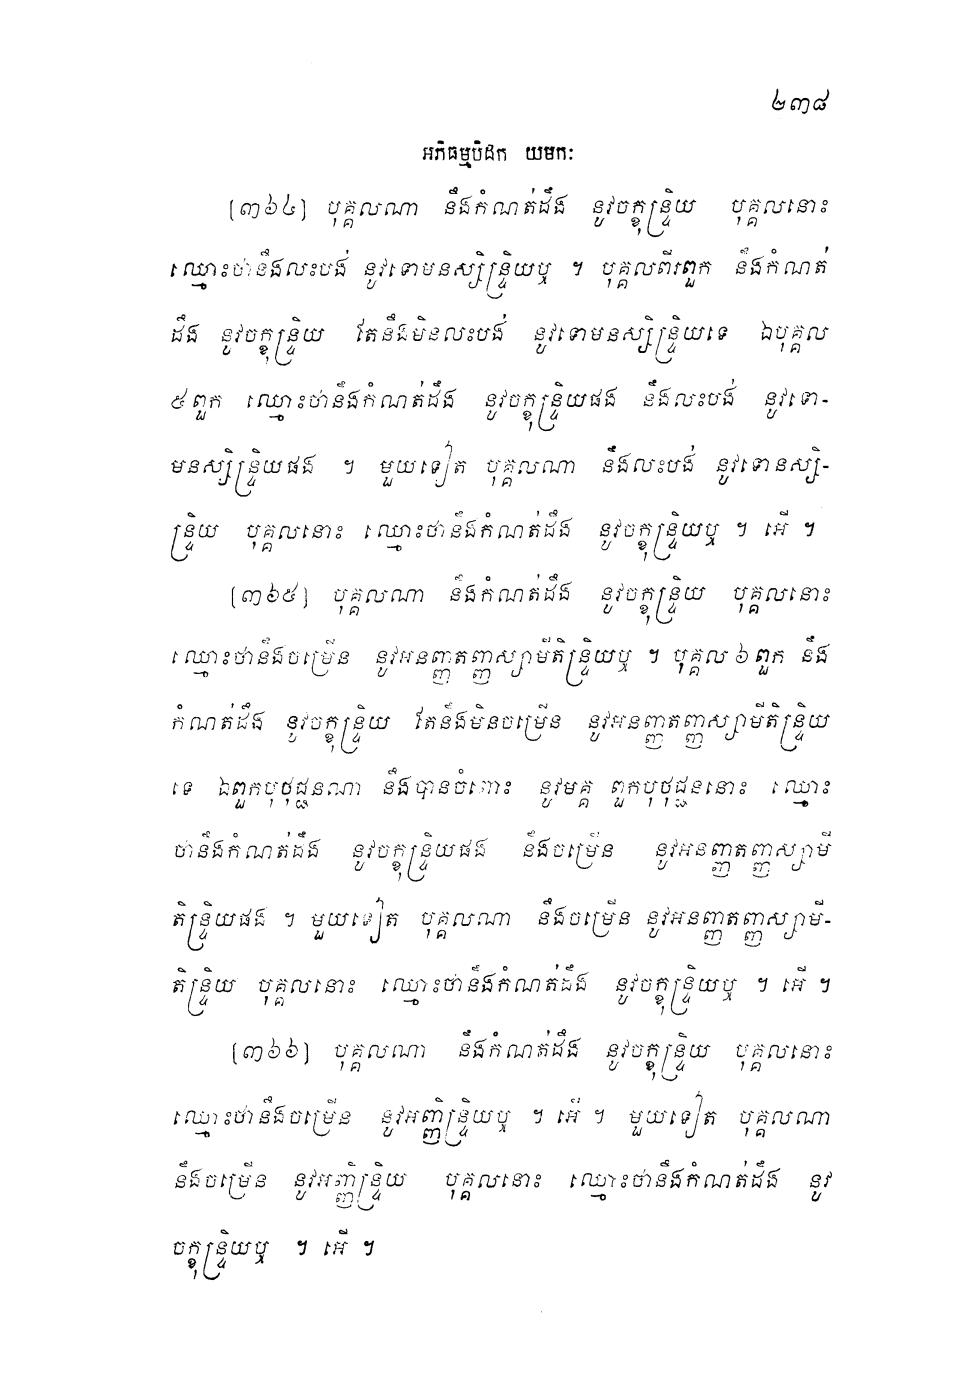 ២៣៨
អភិធម្មបិដក យមកៈ
[៣៦៤] បុគ្គលណា នឹងកំណត់ដឹង នូវចក្ខុន្ទ្រិយ បុគ្គលនោះ
ឈ្មោះថានឹងលះបង់ នូវទោមនស្សិន្ទ្រិយឬ ។ បុគ្គលពីរពួក នឹងកំណត់
ដឹង នូវចក្ខុន្ទ្រិយ តែនឹងមិនលះបង់ នូវទោមនស្សិន្ទ្រិយទេ ឯបុគ្គល
៥ ពួក ឈ្មោះថានឹងកំណត់ដឹង នូវចក្ខុន្ទ្រិយផង នឹងលះបង់ នូវទោ-
មនស្សិន្ទ្រិយផង ។ មួយទៀត បុគ្គលណា នឹងលះបង់ នូវទោនស្សិ-
ន្ទ្រិយ បុគ្គលនោះ ឈ្មោះថានឹងកំណត់ដឹង នូវចក្ខុន្ទ្រិយឬ ។ អើ ។
[៣៦៥] បុគ្គលណា នឹងកំណត់ដឹង នូវចក្ខុន្ទ្រិយ បុគ្គលនោះ
ឈ្មោះថានឹងចម្រើន នូវអនញ្ញាតញ្ញាស្សាមីតិន្ទ្រិយឬ ។ បុគ្គល ៦ ពួក នឹង
កំណត់ដឹង នូវចក្ខុន្ទ្រិយ តែនឹងមិនចម្រើន នូវអនញ្ញាតញ្ញាស្សាមីតិន្ទ្រិយ
ទេ ឯពួកបុថុជ្ជនណា នឹងបានចំពោះ នូវមគ្គ ពួកបុថុជ្ជននោះ ឈ្មោះ
ថានឹងកំណត់ដឹង នូវចក្ខុន្ទ្រិយផង នឹងចម្រើន នូវអនញ្ញាតញ្ញាស្សាមី
តិន្ទ្រិយផង ។ មួយទៀត បុគ្គលណា នឹងចម្រើន នូវអនញ្ញាតញ្ញាស្សាមី-
តិន្ទ្រិយ បុគ្គលនោះ ឈ្មោះថានឹងកំណត់ដឹង នូវចក្ខុន្ទ្រិយឬ ។ អើ ។
[៣៦៦] បុគ្គលណា នឹងកំណត់ដឹង នូវចក្ខុន្ទ្រិយ បុគ្គលនោះ
ឈ្មោះថានឹងចម្រើន នូវអញ្ញិន្ទ្រិយឬ ។ អើ ។ មួយទៀត បុគ្គលណា
នឹងចម្រើន នូវអញ្ញិន្ទ្រិយ បុគ្គលនោះ ឈ្មោះថានឹងកំណត់ដឹង នូវ
ចក្ខុន្ទ្រិយឬ ។ អើ ។